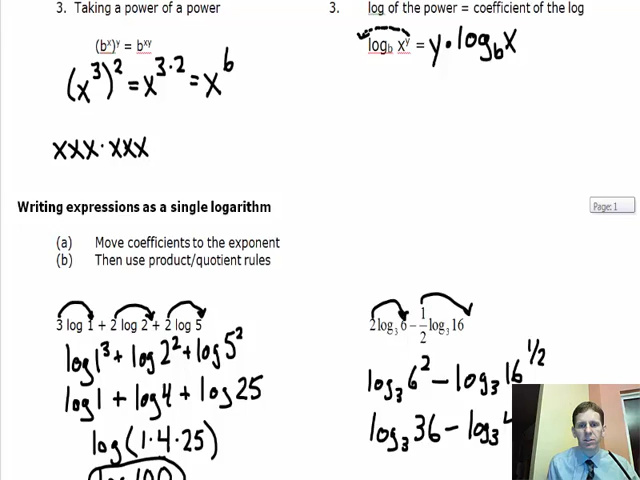 3. Taking a power of a power
(b^x)^y = b^xy
(x^3)^2 = x^3·2 = x^6
xxx·xxx
3. log of the power = coefficient of the log
log_b x^y = y·log_b x
Page: 1
Writing expressions as a single logarithm
(a) Move coefficients to the exponent
(b) Then use product/quotient rules
3 log 1 + 2 log 2 + 2 log 5
log 1^3 + log 2^2 + log 5^2
log 1 + log 4 + log 25
log (1·4·25)
log 100
2log_3 6 − 1/2 log_3 16
log_3 6^2 − log_3 16^1/2
log_3 36 − log_3 4